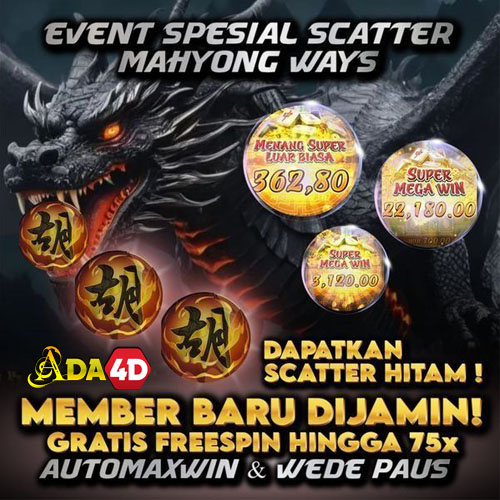 EVENT SPESIAL SCATTER
MAHYONG WAYS
MENANG SUPER
LUAR BIASA
362,80
SUPER
MEGA WIN
22,180.00
SUPER
MEGA WIN
3,120.00
胡
胡
胡
ADA4D
DAPATKAN
SCATTER HITAM !
MEMBER BARU DIJAMIN!
GRATIS FREESPIN HINGGA 75x
AUTOMAXWIN & WEDE PAUS